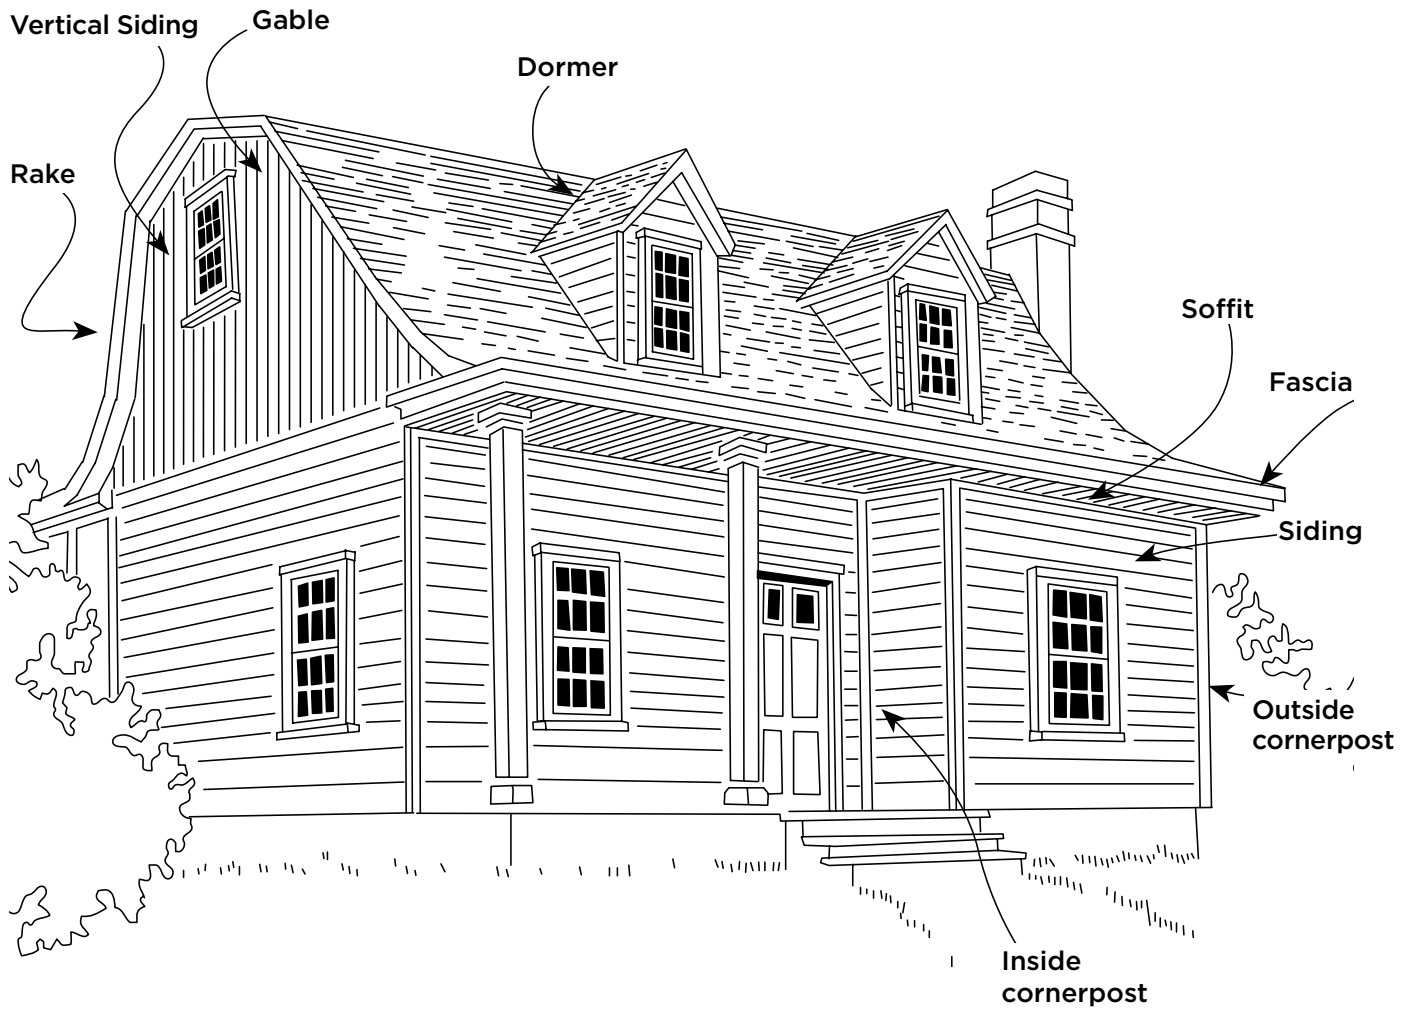 Vertical Siding
Gable
Dormer
Rake
Soffit
Fascia
Siding
Outside
cornerpost
Inside
cornerpost